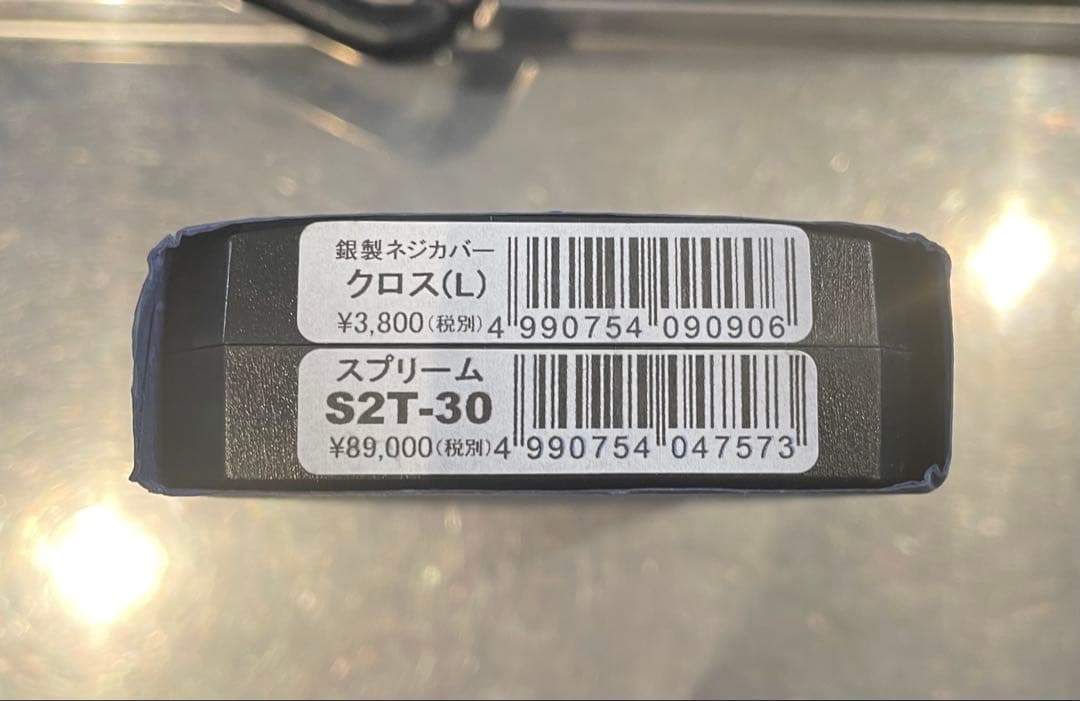 銀製ネジカバー
クロス(L)
¥3,800(税別)
4 990754 090906
スプリーム
S2T-30
¥89,000(税別)
4 990754 047573